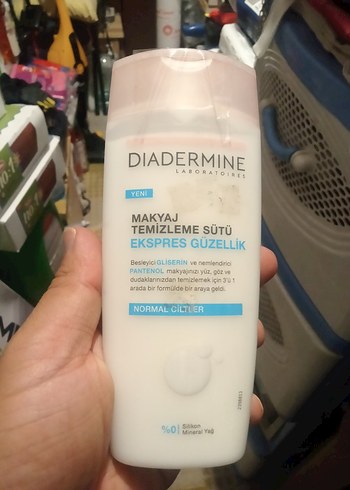 DIADERMINE
LABORATOIRES
YENİ
MAKYAJ
TEMİZLEME SÜTÜ
EKSPRES GÜZELLİK
Besleyici GLİSERİN ve nemlendirici
PANTENOL makyajınızı yüz, göz ve
dudaklarınızdan temizlemek için 3'ü 1
arada bir formülde bir araya geldi.
NORMAL CİLTLER
%0 Silikon
Mineral Yağ